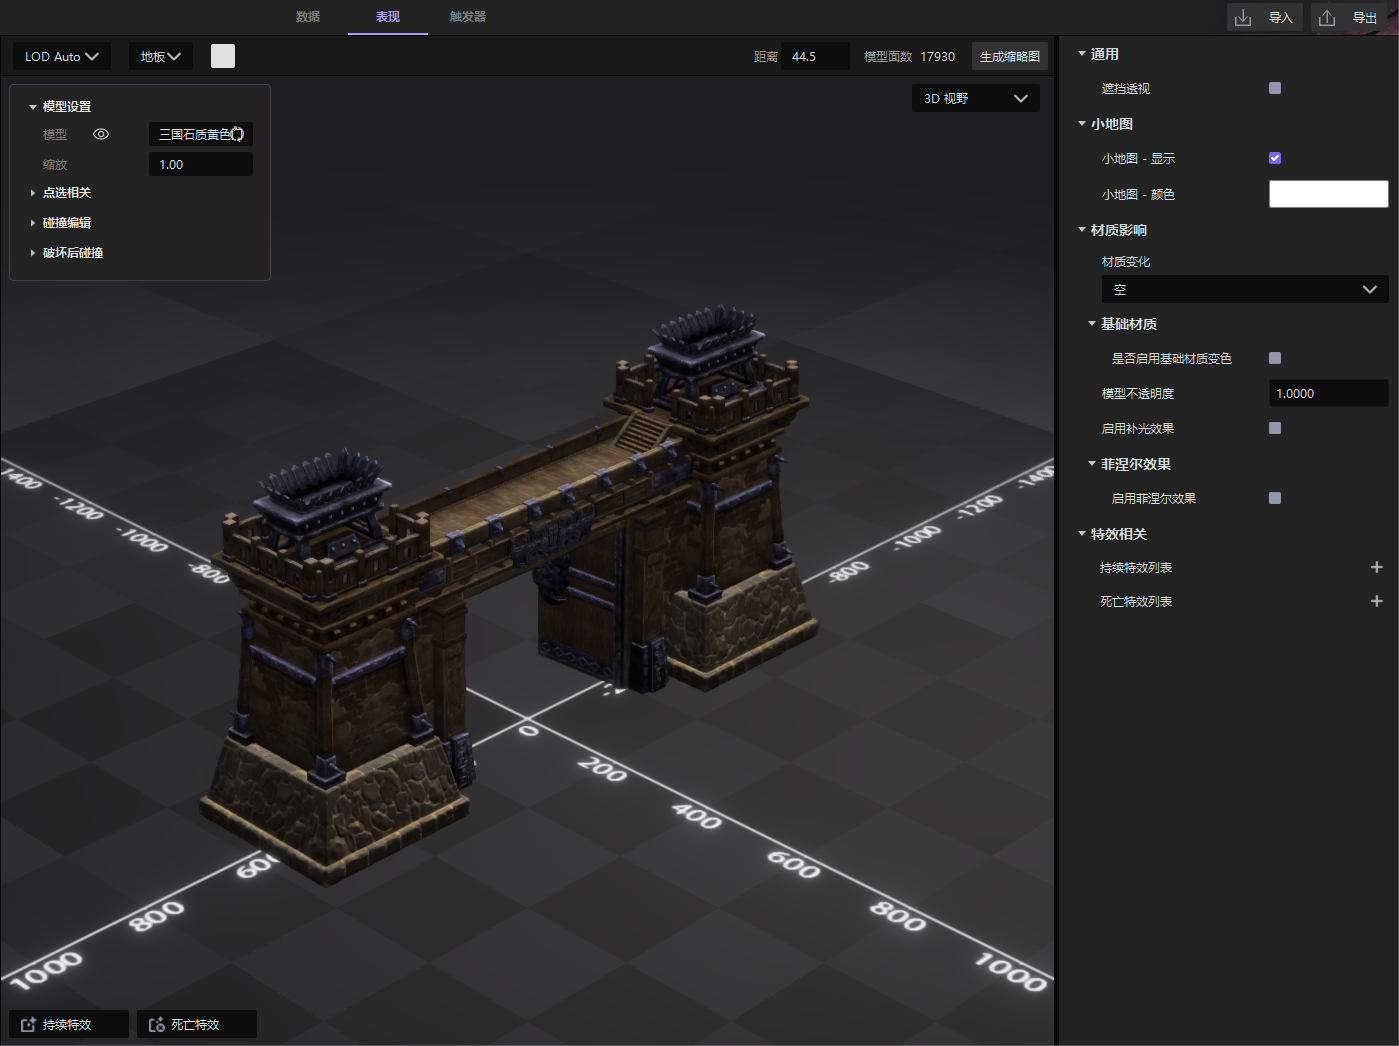 数据 表现 触发器 导入 导出
LOD Auto 地板 距离 44.5 模型面数 17930 生成缩略图
3D 视野
模型设置
模型 三国石质黄色
缩放 1.00
点选相关
碰撞编辑
破坏后碰撞
1400
-1200
-1000
-800
-1400
-1200
-1000
-800
0
200
400
600
800
1000
600
800
1000
持续特效 死亡特效
通用
遮挡透视
小地图
小地图 - 显示
小地图 - 颜色
材质影响
材质变化
空
基础材质
是否启用基础材质变色
模型不透明度 1.0000
启用补光效果
菲涅尔效果
启用菲涅尔效果
特效相关
持续特效列表
死亡特效列表